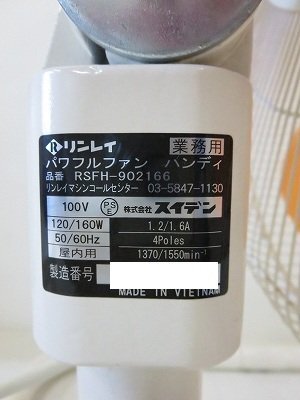 リンレイ 業務用
パワフルファン ハンディ
品番 RSFH-902166
リンレイマシンコールセンター 03-5847-1130
100V PSE 株式会社スイデン
120/160W 1.2/1.6A
50/60Hz 4Poles
屋内用 1370/1550min⁻¹
製造番号
MADE IN VIETNAM